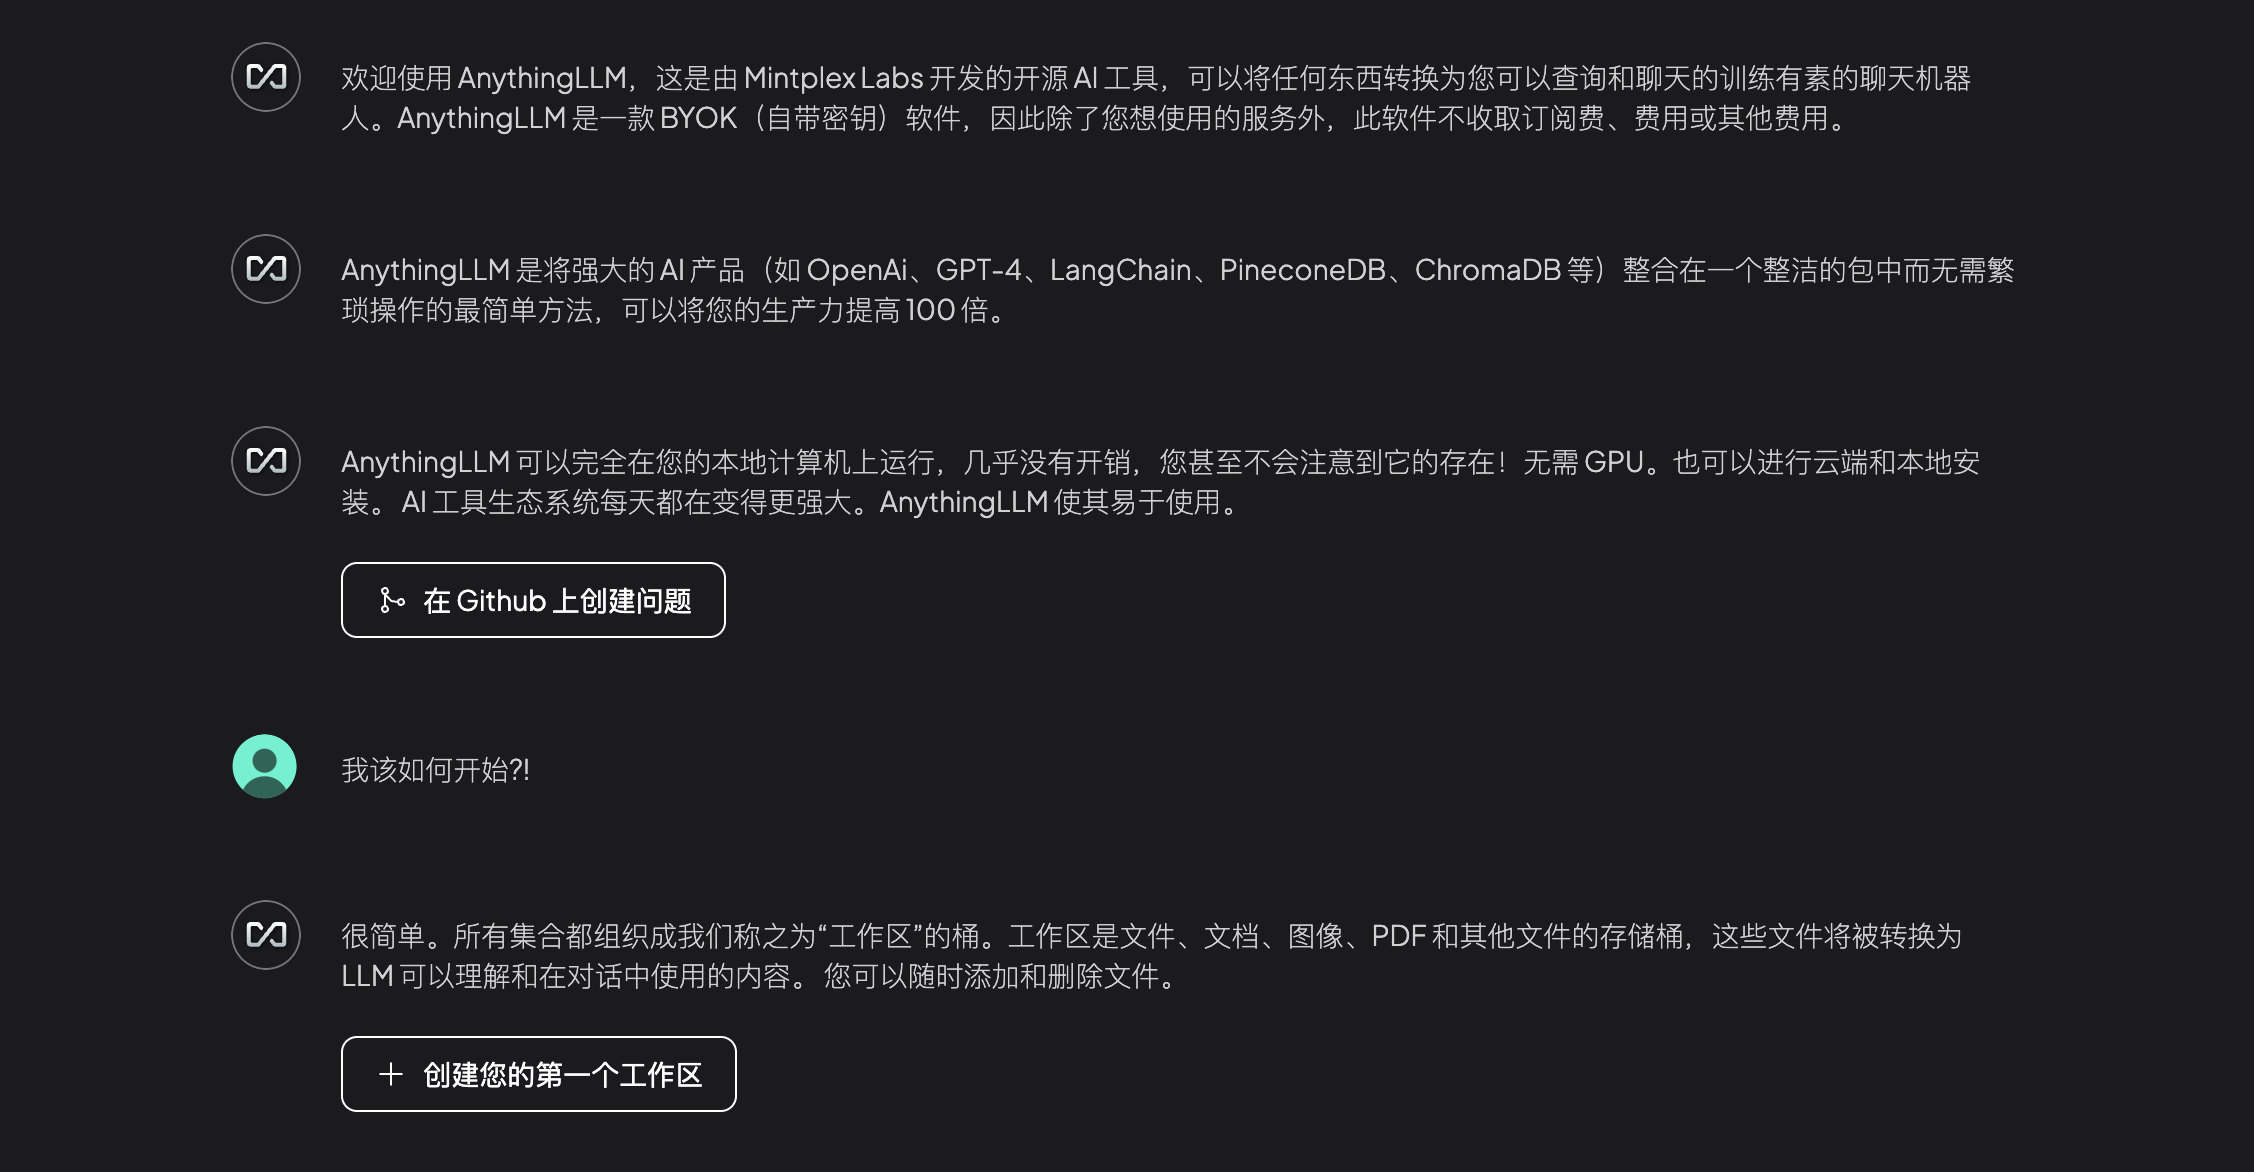 欢迎使用 AnythingLLM，这是由 Mintplex Labs 开发的开源 AI 工具，可以将任何东西转换为您可以查询和聊天的训练有素的聊天机器
人。AnythingLLM 是一款 BYOK（自带密钥）软件，因此除了您想使用的服务外，此软件不收取订阅费、费用或其他费用。
AnythingLLM 是将强大的 AI 产品（如 OpenAi、GPT-4、LangChain、PineconeDB、ChromaDB 等）整合在一个整洁的包中而无需繁
琐操作的最简单方法，可以将您的生产力提高 100 倍。
AnythingLLM 可以完全在您的本地计算机上运行，几乎没有开销，您甚至不会注意到它的存在！无需 GPU。也可以进行云端和本地安
装。 AI 工具生态系统每天都在变得更强大。AnythingLLM 使其易于使用。
在 Github 上创建问题
我该如何开始?!
很简单。所有集合都组织成我们称之为“工作区”的桶。工作区是文件、文档、图像、PDF 和其他文件的存储桶，这些文件将被转换为
LLM 可以理解和在对话中使用的内容。 您可以随时添加和删除文件。
创建您的第一个工作区